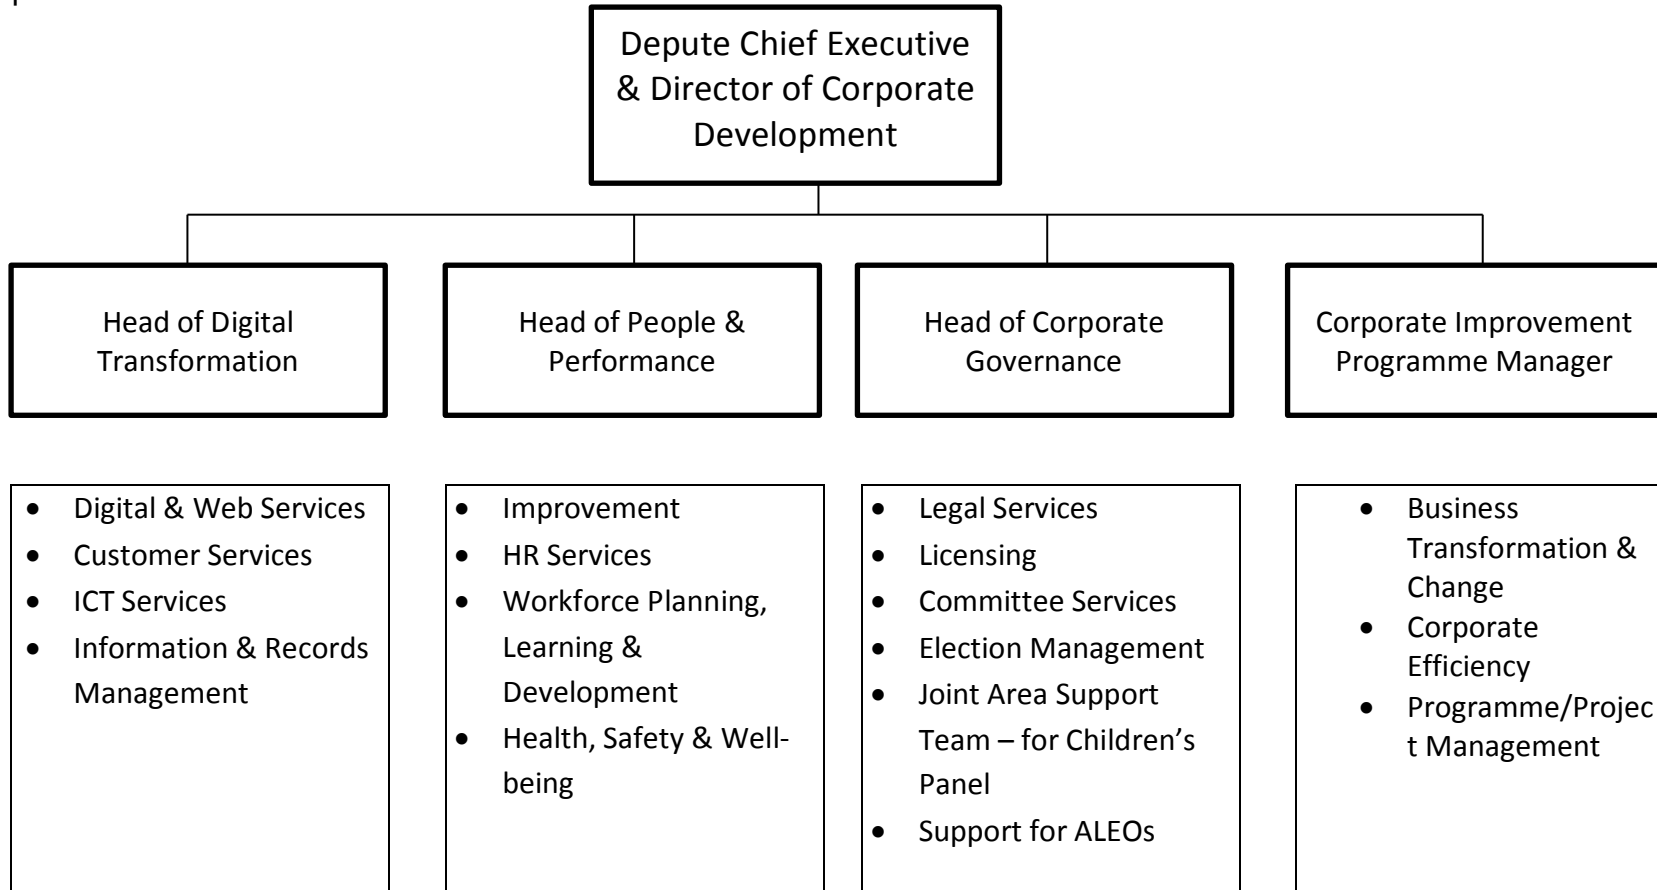 Depute Chief Executive
& Director of Corporate
Development
Head of Digital
Transformation
Head of People &
Performance
Head of Corporate
Governance
Corporate Improvement
Programme Manager
• Digital & Web Services
• Customer Services
• ICT Services
• Information & Records
Management
• Improvement
• HR Services
• Workforce Planning,
Learning &
Development
• Health, Safety & Well-
being
• Legal Services
• Licensing
• Committee Services
• Election Management
• Joint Area Support
Team – for Children’s
Panel
• Support for ALEOs
• Business
Transformation &
Change
• Corporate
Efficiency
• Programme/Projec
t Management